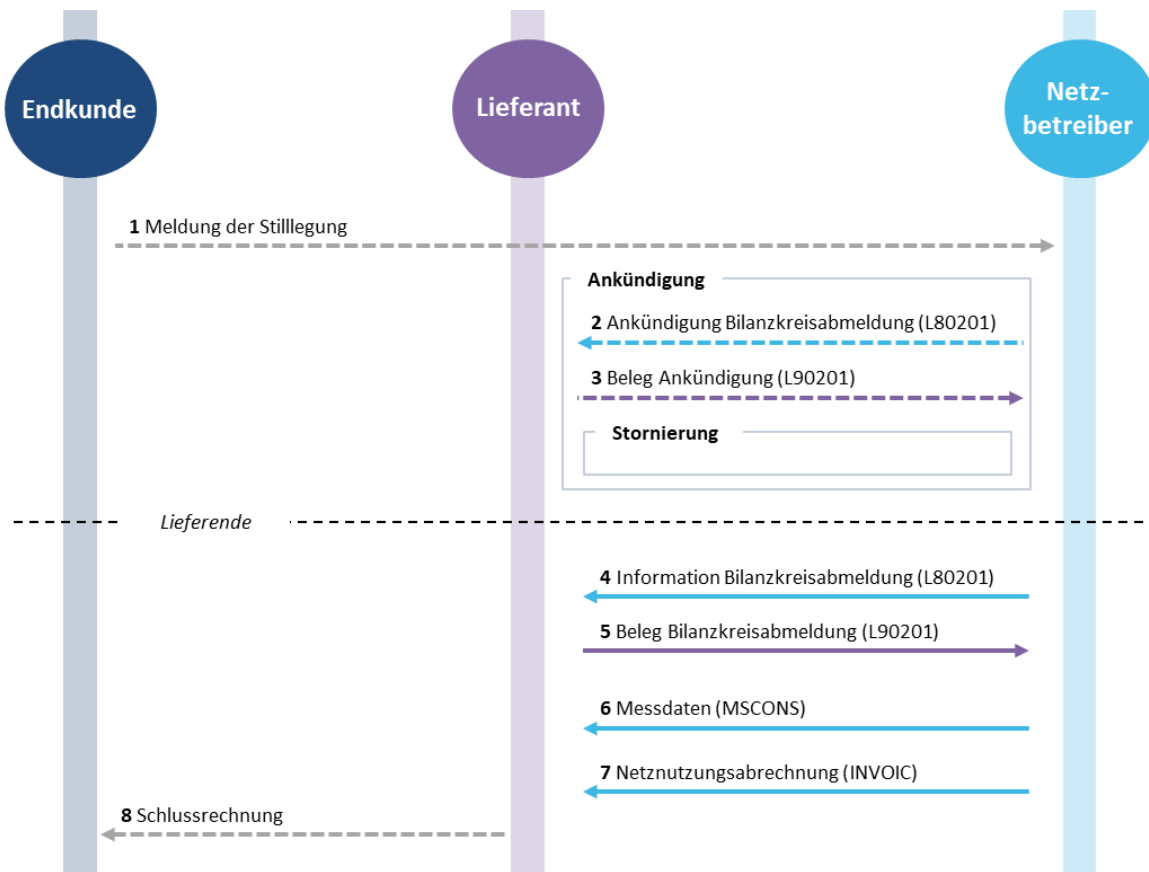 Endkunde
Lieferant
Netz-
betreiber
1 Meldung der Stilllegung
Ankündigung
2 Ankündigung Bilanzkreisabmeldung (L80201)
3 Beleg Ankündigung (L90201)
Stornierung
Lieferende
4 Information Bilanzkreisabmeldung (L80201)
5 Beleg Bilanzkreisabmeldung (L90201)
6 Messdaten (MSCONS)
7 Netznutzungsabrechnung (INVOIC)
8 Schlussrechnung